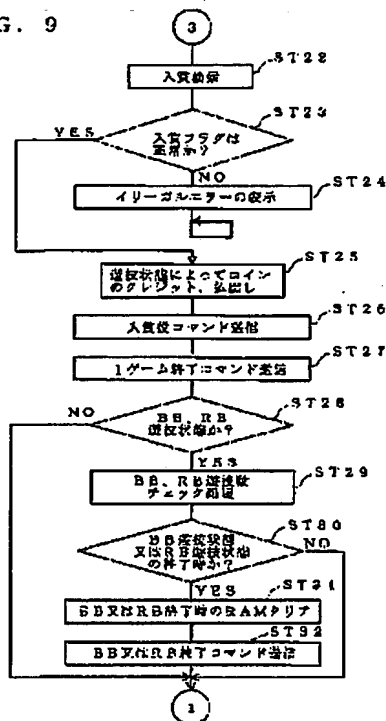 G. 9
3
ST22
入賞検索
ST23
YES
入賞フラグは
正常か?
NO
ST24
イリーガルエラーの表示
ST25
遊技状態によってコイン
のクレジット、払出し
ST26
入賞役コマンド送信
ST27
1ゲーム終了コマンド送信
NO
ST28
BB、RB
遊技状態か?
YES
ST29
BB、RB遊技数
チェック処理
ST30
BB遊技状態
又はRB遊技状態
の終了時か?
NO
YES
ST31
BB又はRB終了時のRAMクリア
ST32
BB又はRB終了コマンド送信
1